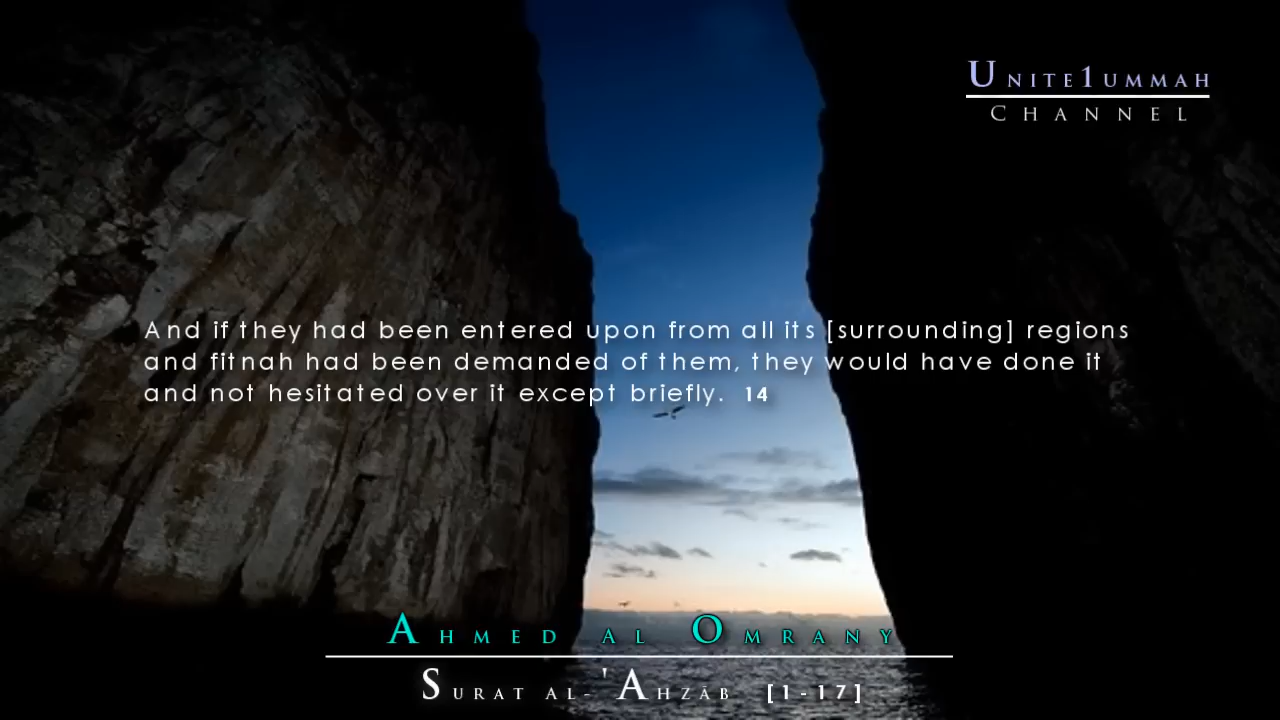 Unite1ummah
Channel
And if they had been entered upon from all its [surrounding] regions
and fitnah had been demanded of them, they would have done it
and not hesitated over it except briefly. 14
Ahmed al Omrany
Surat al-'Ahzāb [1-17]